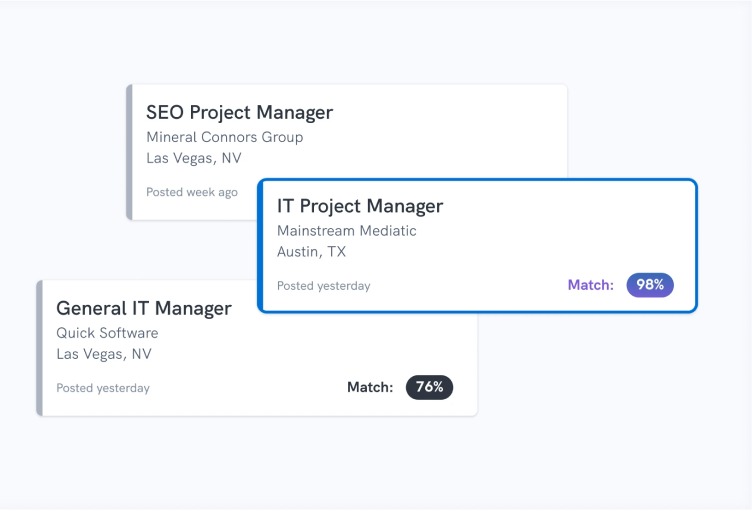 SEO Project Manager
Mineral Connors Group
Las Vegas, NV
Posted week ago
IT Project Manager
Mainstream Mediatic
Austin, TX
Posted yesterday
Match: 98%
General IT Manager
Quick Software
Las Vegas, NV
Posted yesterday
Match: 76%